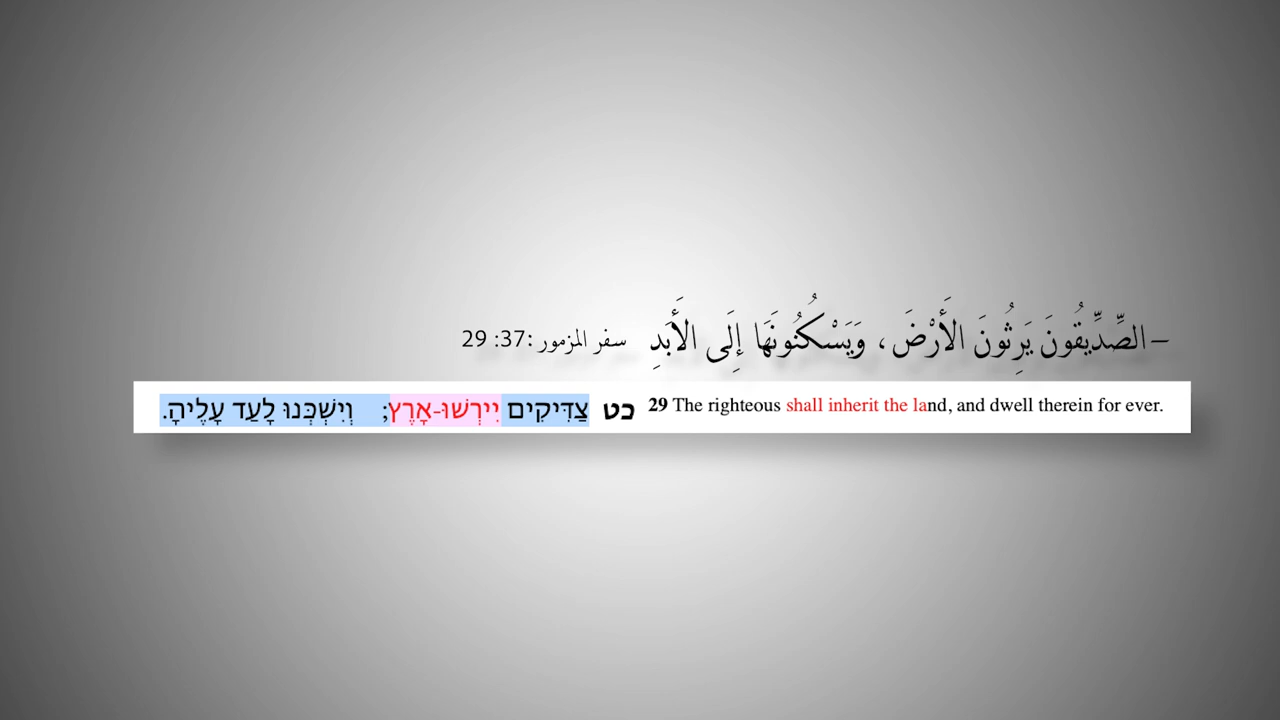 – الصِّدِّيقُونَ يَرِثُونَ الأَرْضَ، وَيَسْكُنُونَهَا إِلَى الأَبَدِ سفر المزمور :37: 29
כט צַדִּיקִים יִירְשׁוּ-אָרֶץ; וְיִשְׁכְּנוּ לָעַד עָלֶיהָ. 29 The righteous shall inherit the land, and dwell therein for ever.